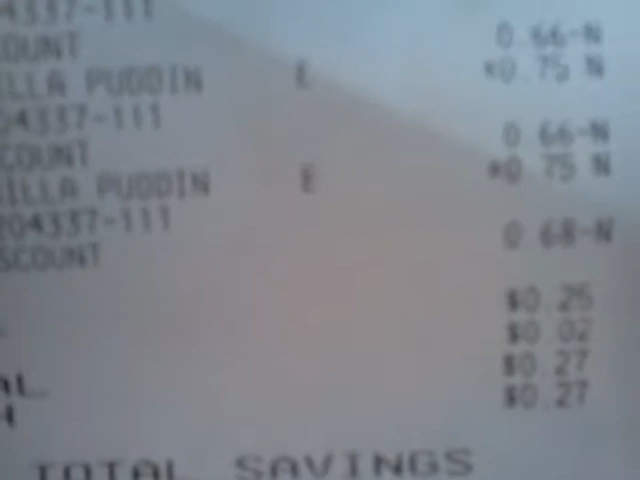 4337-111
0.66-N
OUNT
ILLA PUDDIN E *0.75 N
04337-111
0.66-N
COUNT
ILLA PUDDIN E *0.75 N
204337-111
0.68-N
SCOUNT
$0.25
$0.02
AL $0.27
H $0.27
TOTAL SAVINGS